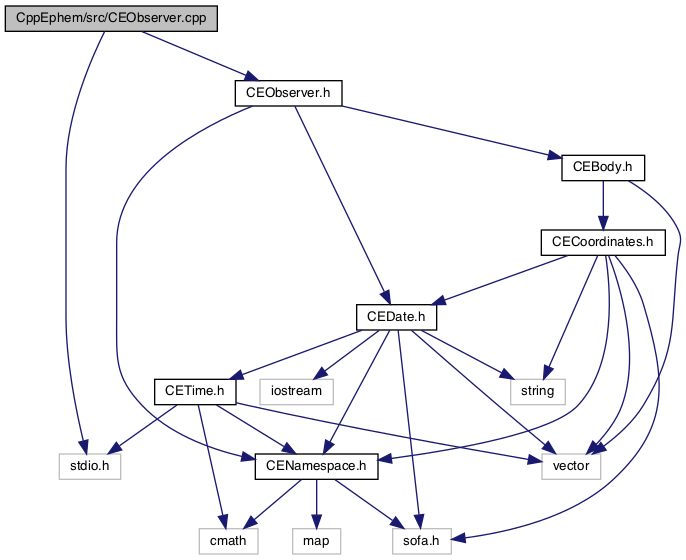 CppEphem/src/CEObserver.cpp
CEObserver.h
CEBody.h
CECoordinates.h
CEDate.h
CETime.h
iostream
string
stdio.h
CENamespace.h
vector
cmath
map
sofa.h